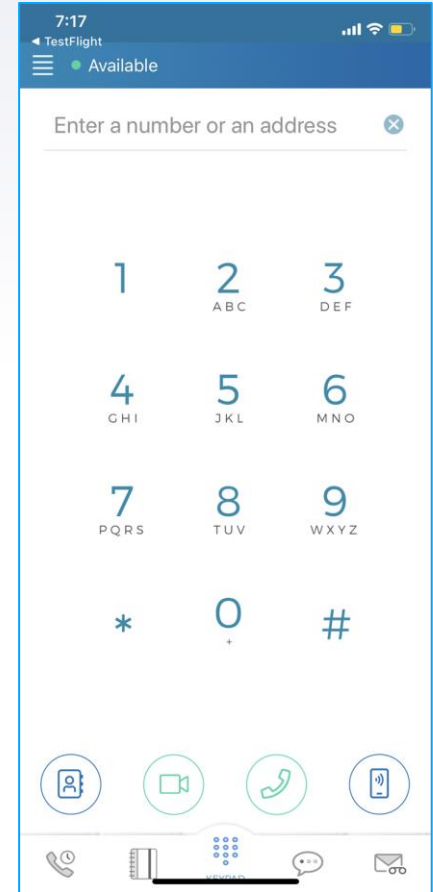 7:17
◀ TestFlight
Available
Enter a number or an address
1 2 3
ABC DEF
4 5 6
GHI JKL MNO
7 8 9
PQRS TUV WXYZ
* 0 #
+
KEYPAD